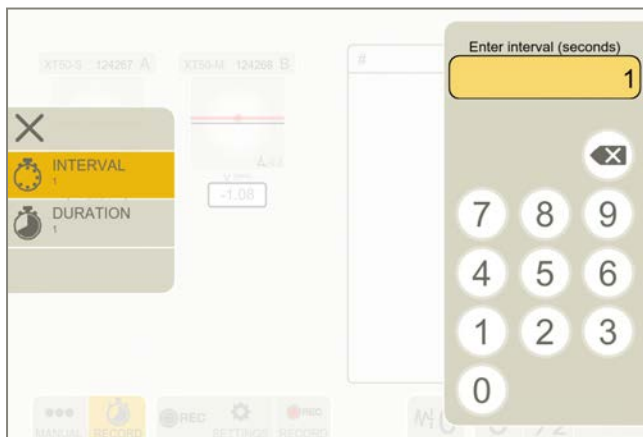 XT50-S 124267 A
XT50-M 124268 B
#
Enter interval (seconds)
1
INTERVAL
1
DURATION
1
-1.08
7 8 9
4 5 6
1 2 3
0
MANUAL
RECORD
REC
SETTINGS
REC
RECORD